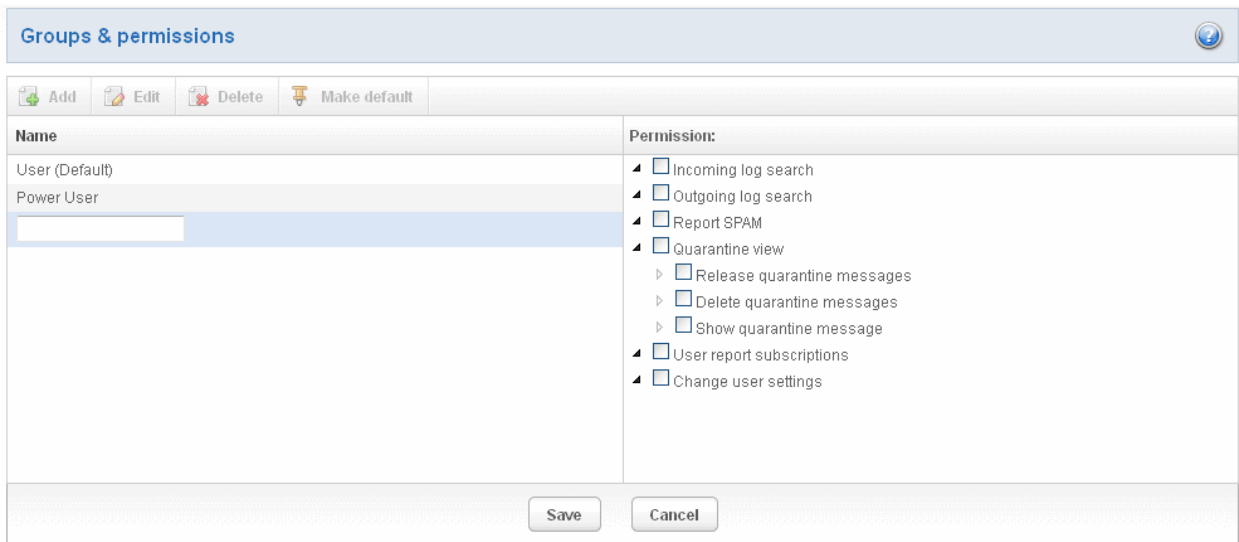 Groups & permissions
Add Edit Delete Make default
Name
User (Default)
Power User
Permission:
Incoming log search
Outgoing log search
Report SPAM
Quarantine view
Release quarantine messages
Delete quarantine messages
Show quarantine message
User report subscriptions
Change user settings
Save Cancel